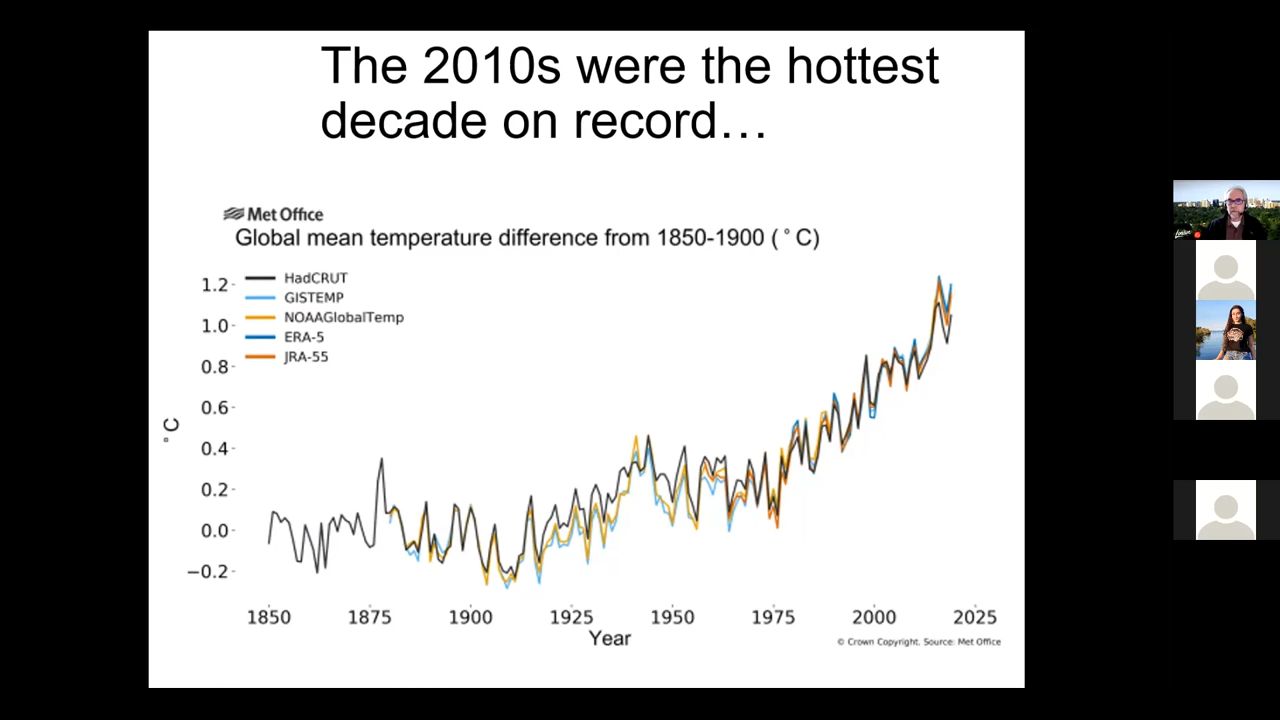 The 2010s were the hottest
decade on record…
Met Office
Global mean temperature difference from 1850-1900 (°C)
HadCRUT
GISTEMP
NOAAGlobalTemp
ERA-5
JRA-55
1.2
1.0
0.8
0.6
0.4
0.2
0.0
−0.2
°C
1850 1875 1900 1925 1950 1975 2000 2025
Year
© Crown Copyright. Source: Met Office